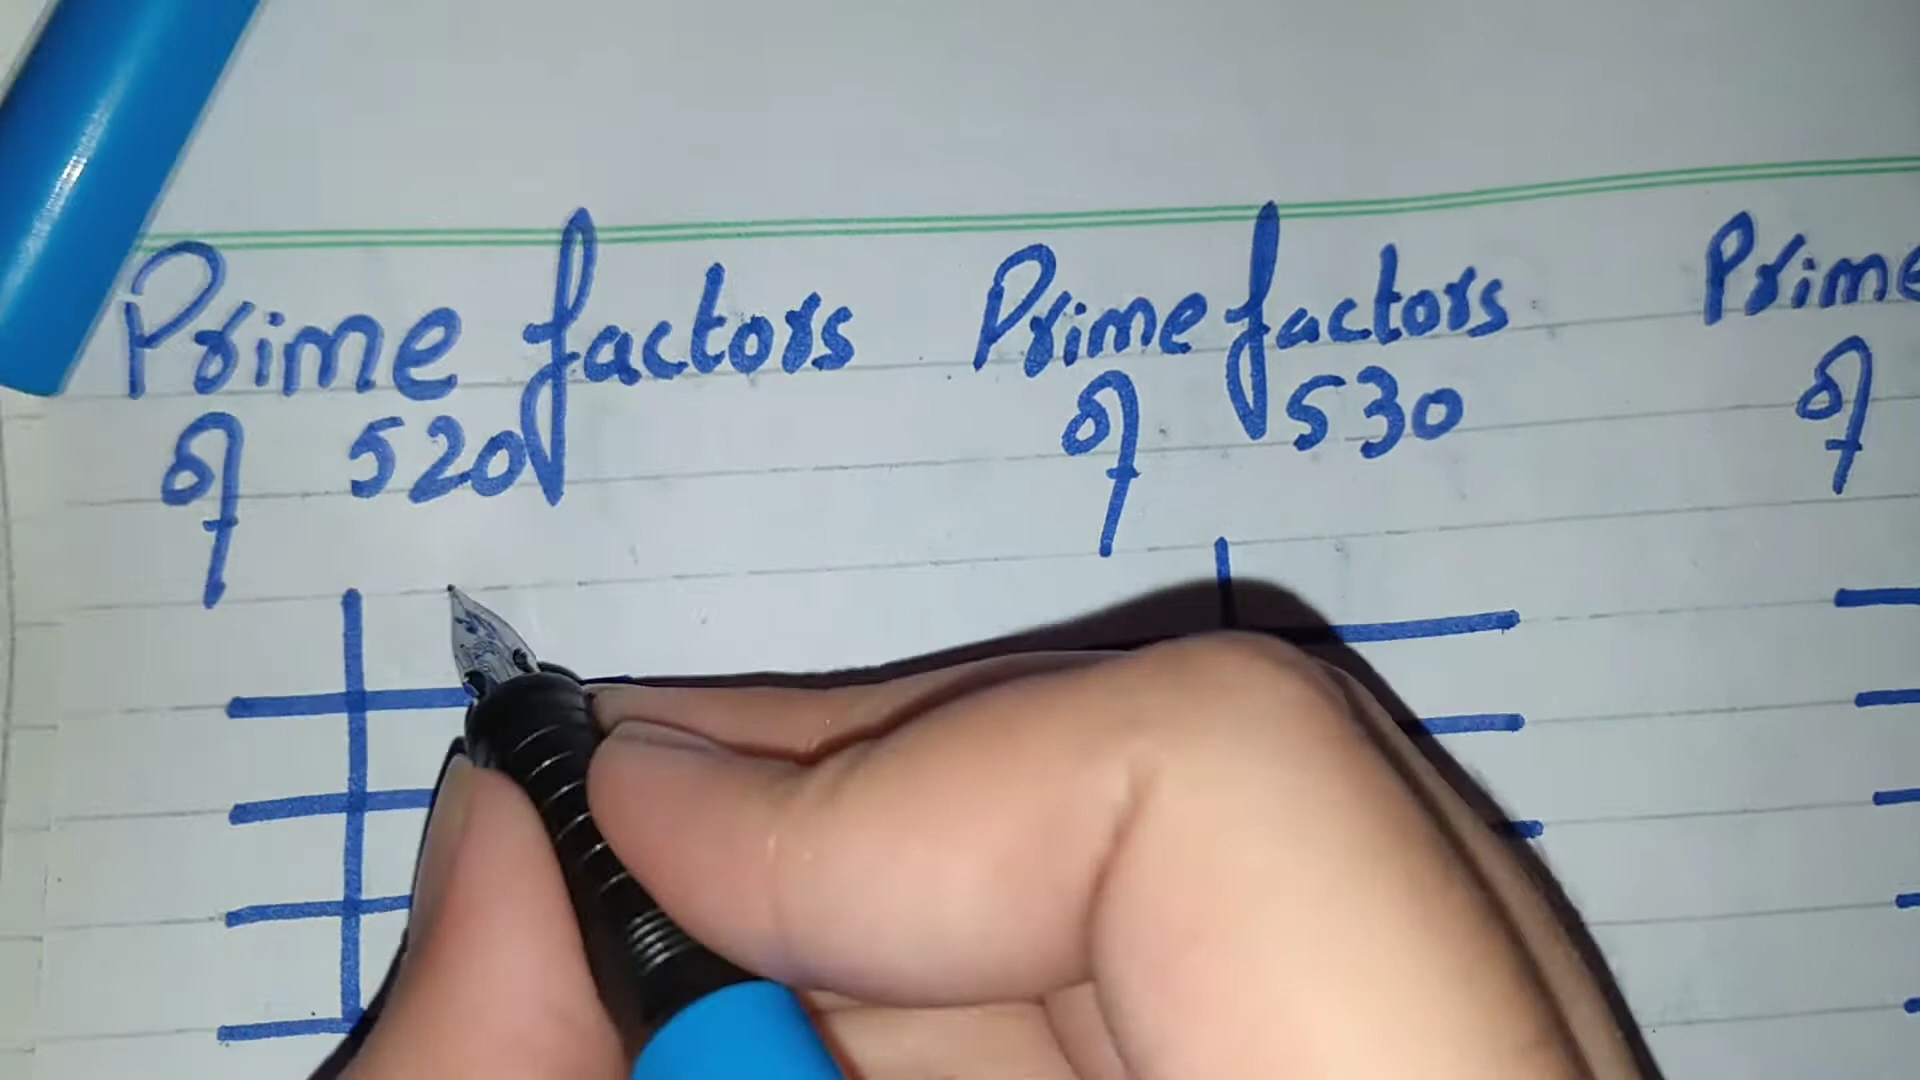 Prime factors
of 520
Prime factors
of 530
Prime
of